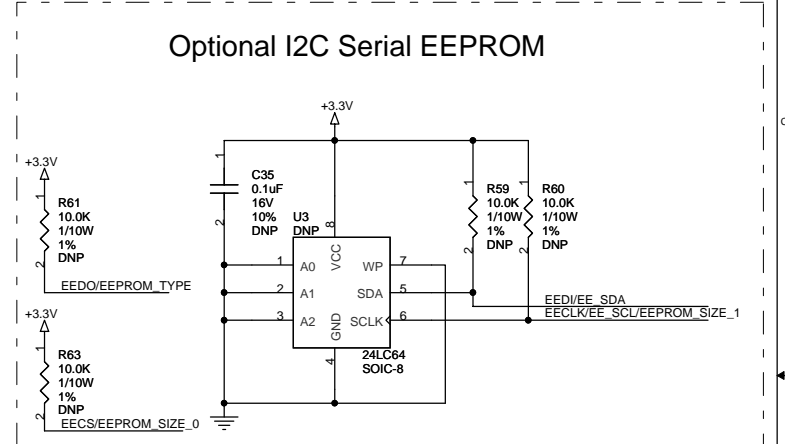 Optional I2C Serial EEPROM
+3.3V
+3.3V
R61
10.0K
1/10W
1%
DNP
1
2
EEDO/EEPROM_TYPE
+3.3V
R63
10.0K
1/10W
1%
DNP
1
2
EECS/EEPROM_SIZE_0
C35
0.1uF
16V
10%
DNP
1
2
U3
DNP
8
VCC
1
A0
2
A1
3
A2
WP
7
SDA
5
SCLK
6
GND
4
24LC64
SOIC-8
R59
10.0K
1/10W
1%
DNP
1
2
R60
10.0K
1/10W
1%
DNP
1
2
EEDI/EE_SDA
EECLK/EE_SCL/EEPROM_SIZE_1